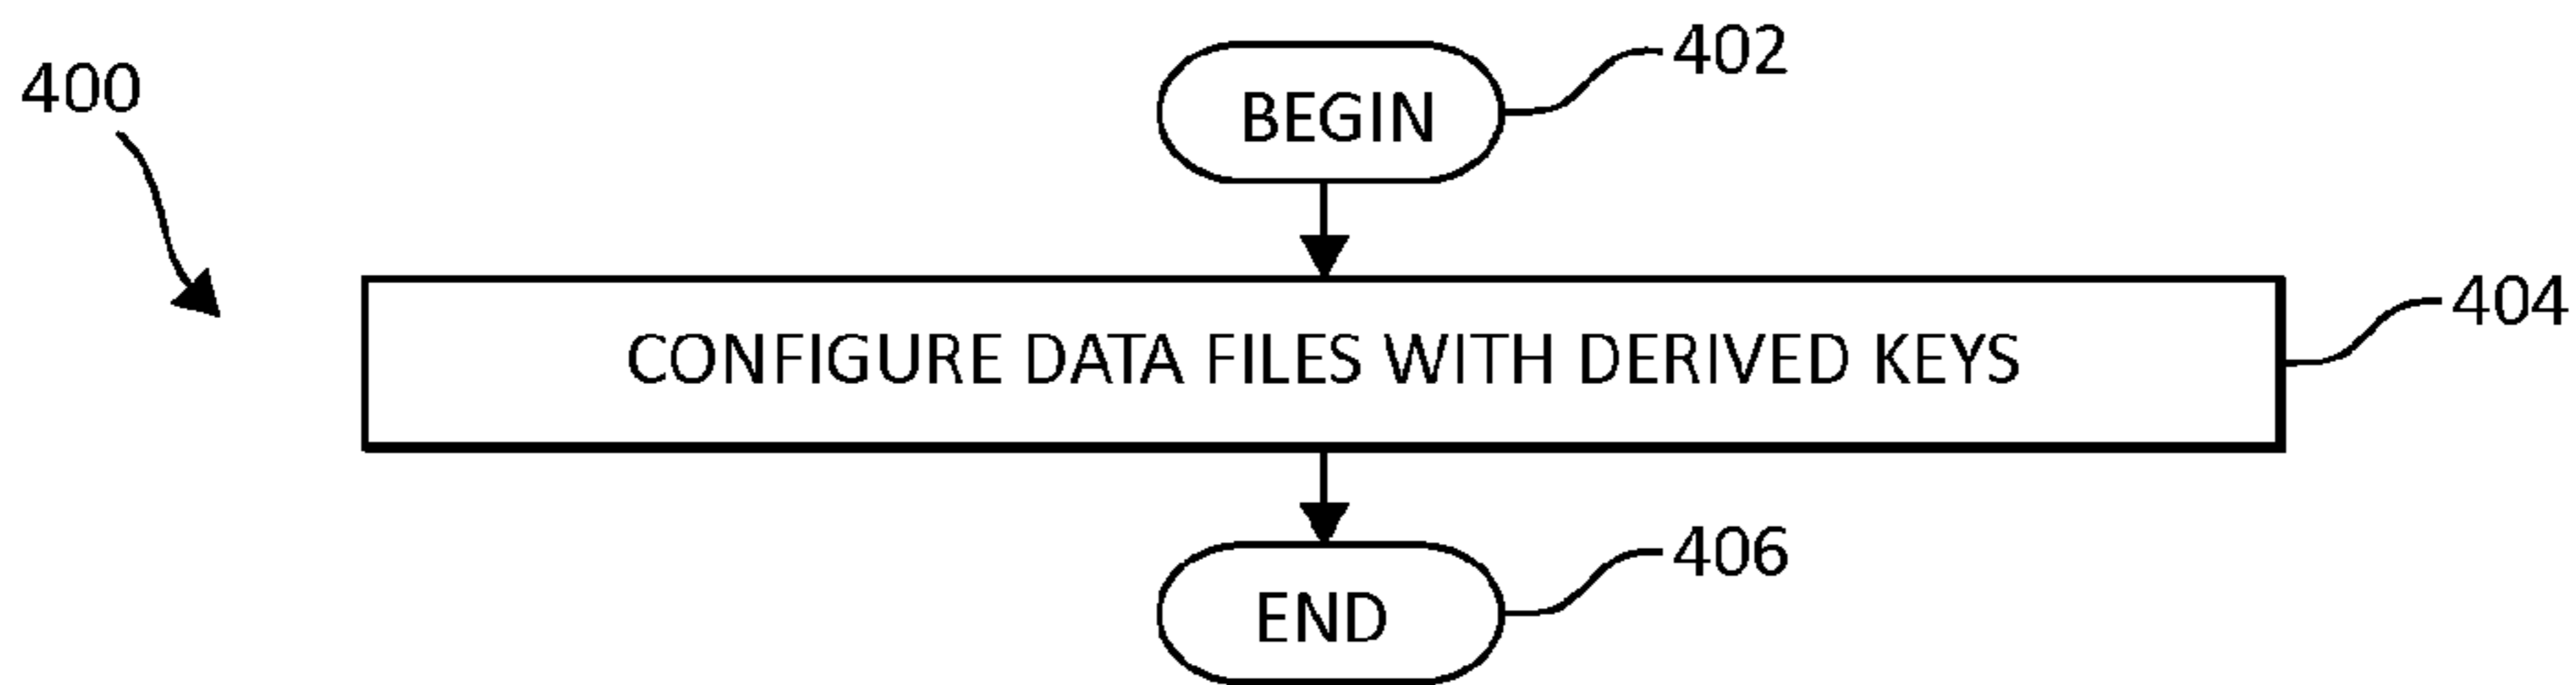 402
BEGIN
400
404
CONFIGURE DATA FILES WITH DERIVED KEYS
406
END